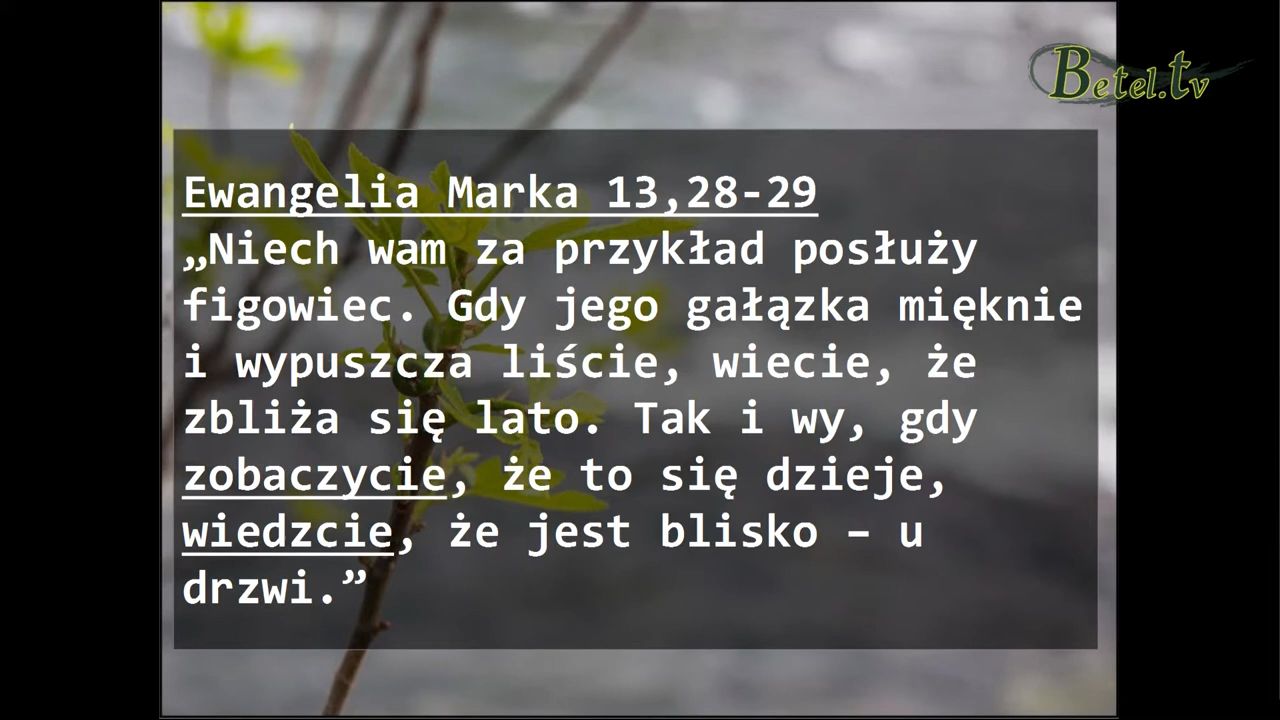 Betel.tv
Ewangelia Marka 13,28-29
„Niech wam za przykład posłuży
figowiec. Gdy jego gałązka mięknie
i wypuszcza liście, wiecie, że
zbliża się lato. Tak i wy, gdy
zobaczycie, że to się dzieje,
wiedzcie, że jest blisko – u
drzwi.”